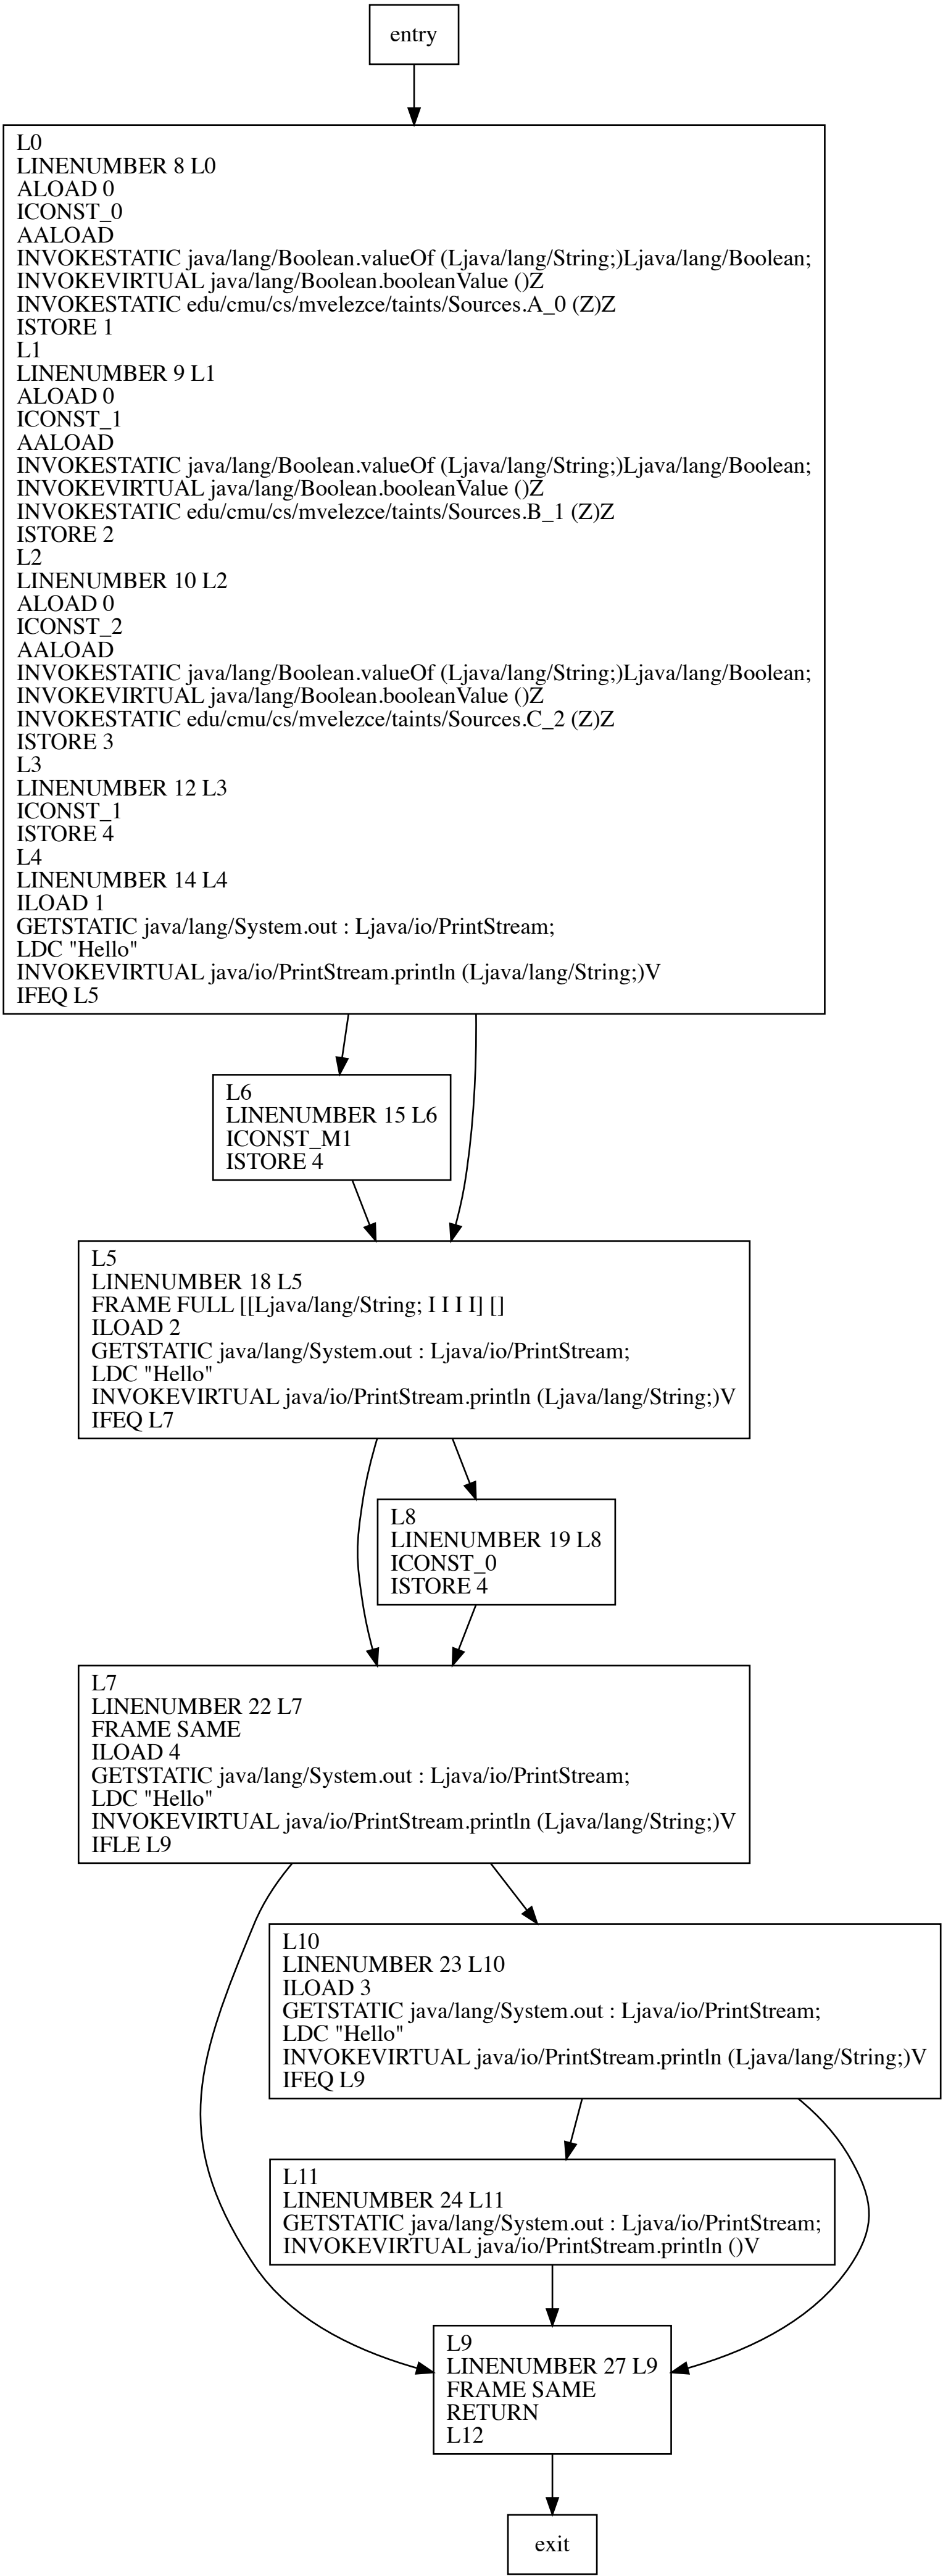 entry
L0
LINENUMBER 8 L0
ALOAD 0
ICONST_0
AALOAD
INVOKESTATIC java/lang/Boolean.valueOf (Ljava/lang/String;)Ljava/lang/Boolean;
INVOKEVIRTUAL java/lang/Boolean.booleanValue ()Z
INVOKESTATIC edu/cmu/cs/mvelezce/taints/Sources.A_0 (Z)Z
ISTORE 1
L1
LINENUMBER 9 L1
ALOAD 0
ICONST_1
AALOAD
INVOKESTATIC java/lang/Boolean.valueOf (Ljava/lang/String;)Ljava/lang/Boolean;
INVOKEVIRTUAL java/lang/Boolean.booleanValue ()Z
INVOKESTATIC edu/cmu/cs/mvelezce/taints/Sources.B_1 (Z)Z
ISTORE 2
L2
LINENUMBER 10 L2
ALOAD 0
ICONST_2
AALOAD
INVOKESTATIC java/lang/Boolean.valueOf (Ljava/lang/String;)Ljava/lang/Boolean;
INVOKEVIRTUAL java/lang/Boolean.booleanValue ()Z
INVOKESTATIC edu/cmu/cs/mvelezce/taints/Sources.C_2 (Z)Z
ISTORE 3
L3
LINENUMBER 12 L3
ICONST_1
ISTORE 4
L4
LINENUMBER 14 L4
ILOAD 1
GETSTATIC java/lang/System.out : Ljava/io/PrintStream;
LDC "Hello"
INVOKEVIRTUAL java/io/PrintStream.println (Ljava/lang/String;)V
IFEQ L5
L6
LINENUMBER 15 L6
ICONST_M1
ISTORE 4
L5
LINENUMBER 18 L5
FRAME FULL [[Ljava/lang/String; I I I I] []
ILOAD 2
GETSTATIC java/lang/System.out : Ljava/io/PrintStream;
LDC "Hello"
INVOKEVIRTUAL java/io/PrintStream.println (Ljava/lang/String;)V
IFEQ L7
L8
LINENUMBER 19 L8
ICONST_0
ISTORE 4
L7
LINENUMBER 22 L7
FRAME SAME
ILOAD 4
GETSTATIC java/lang/System.out : Ljava/io/PrintStream;
LDC "Hello"
INVOKEVIRTUAL java/io/PrintStream.println (Ljava/lang/String;)V
IFLE L9
L10
LINENUMBER 23 L10
ILOAD 3
GETSTATIC java/lang/System.out : Ljava/io/PrintStream;
LDC "Hello"
INVOKEVIRTUAL java/io/PrintStream.println (Ljava/lang/String;)V
IFEQ L9
L11
LINENUMBER 24 L11
GETSTATIC java/lang/System.out : Ljava/io/PrintStream;
INVOKEVIRTUAL java/io/PrintStream.println ()V
L9
LINENUMBER 27 L9
FRAME SAME
RETURN
L12
exit